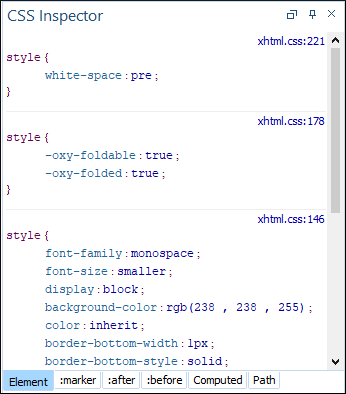 CSS Inspector
xhtml.css:221
style{
white-space:pre;
}
xhtml.css:178
style{
-oxy-foldable:true;
-oxy-folded:true;
}
xhtml.css:146
style{
font-family:monospace;
font-size:smaller;
display:block;
background-color:rgb(238 , 238 , 255);
color:inherit;
border-bottom-width:1px;
border-bottom-style:solid;
Element :marker :after :before Computed Path